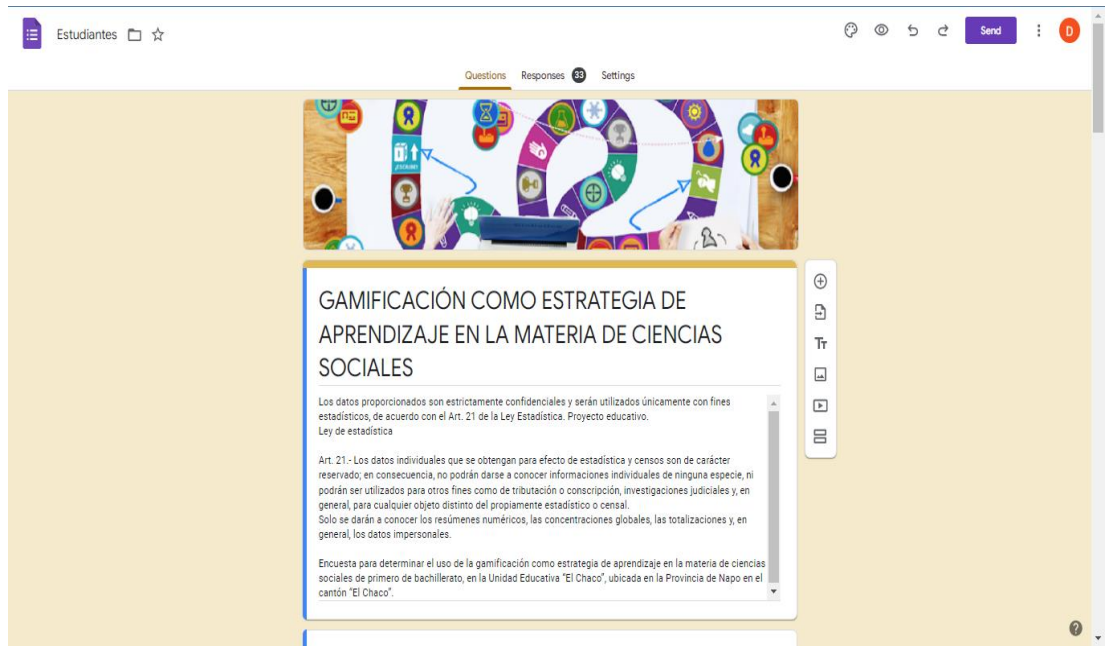 Estudiantes
Send
D
Questions Responses 33 Settings
GAMIFICACIÓN COMO ESTRATEGIA DE
APRENDIZAJE EN LA MATERIA DE CIENCIAS
SOCIALES
Los datos proporcionados son estrictamente confidenciales y serán utilizados únicamente con fines
estadísticos, de acuerdo con el Art. 21 de la Ley Estadística. Proyecto educativo.
Ley de estadística
Art. 21.- Los datos individuales que se obtengan para efecto de estadística y censos son de carácter
reservado; en consecuencia, no podrán darse a conocer informaciones individuales de ninguna especie, ni
podrán ser utilizados para otros fines como de tributación o conscripción, investigaciones judiciales y, en
general, para cualquier objeto distinto del propiamente estadístico o censal.
Solo se darán a conocer los resúmenes numéricos, las concentraciones globales, las totalizaciones y, en
general, los datos impersonales.
Encuesta para determinar el uso de la gamificación como estrategia de aprendizaje en la materia de ciencias
sociales de primero de bachillerato, en la Unidad Educativa "El Chaco", ubicada en la Provincia de Napo en el
cantón "El Chaco".